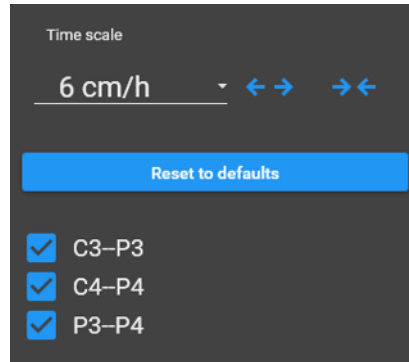 Time scale
6 cm/h
Reset to defaults
C3--P3
C4--P4
P3--P4